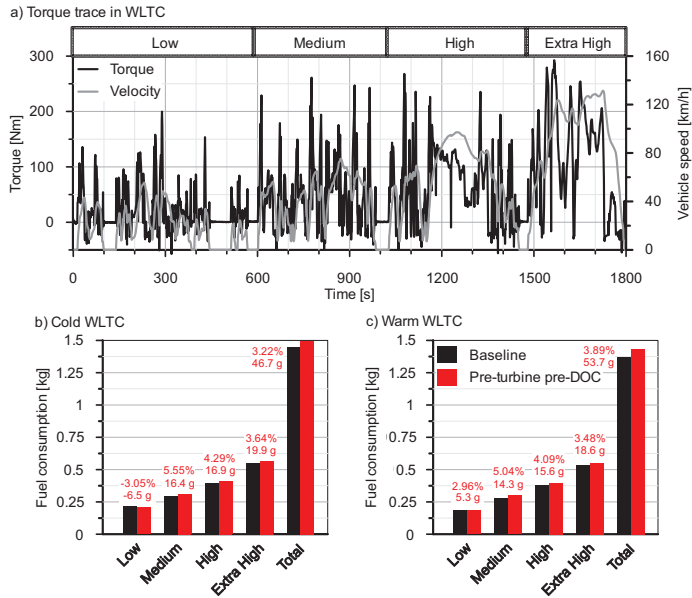 a) Torque trace in WLTC
Low Medium High Extra High
300 160
Torque
Velocity
200 120
100 80
40
0
0
0 300 600 900 1200 1500 1800
Torque [Nm]
Vehicle speed [km/h]
Time [s]
b) Cold WLTC
1.5
1.25
1
0.75
0.5
0.25
0
Fuel consumption [kg]
-3.05%
-6.5 g
5.55%
16.4 g
4.29%
16.9 g
3.64%
19.9 g
3.22%
46.7 g
Low Medium High Extra High Total
c) Warm WLTC
Baseline
Pre-turbine pre-DOC
1.5
1.25
1
0.75
0.5
0.25
0
Fuel consumption [kg]
2.96%
5.3 g
5.04%
14.3 g
4.09%
15.6 g
3.48%
18.6 g
3.89%
53.7 g
Low Medium High Extra High Total